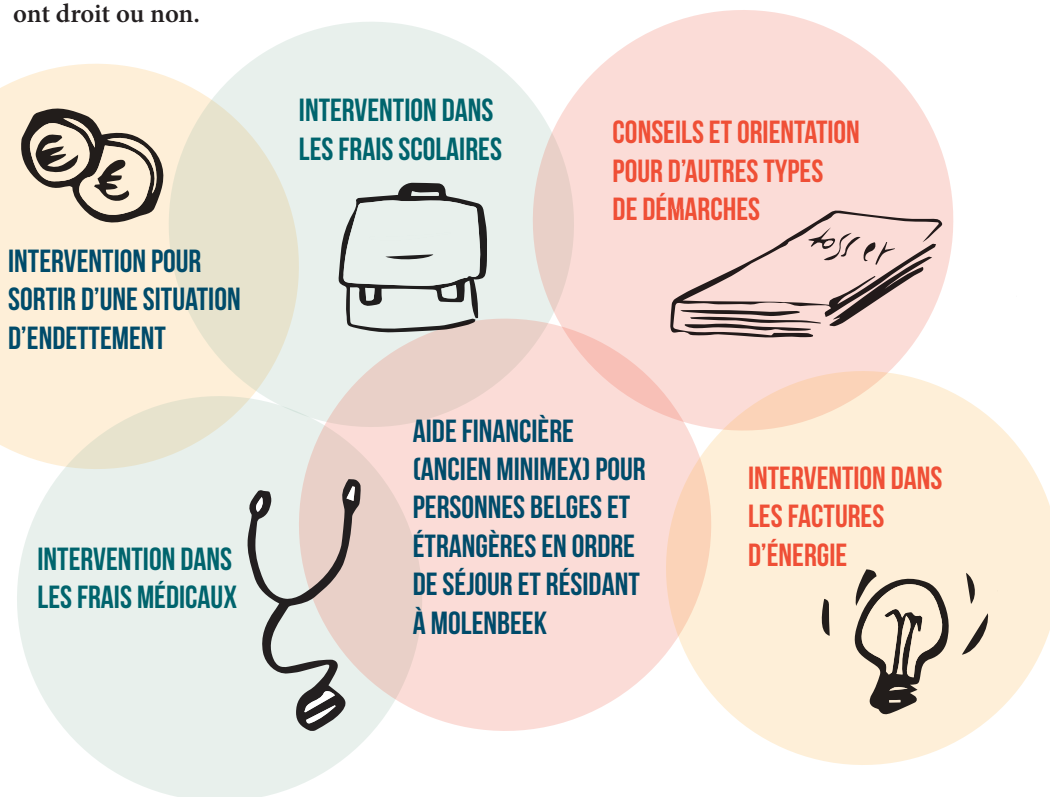 ont droit ou non.
INTERVENTION DANS
LES FRAIS SCOLAIRES
CONSEILS ET ORIENTATION
POUR D'AUTRES TYPES
DE DÉMARCHES
INTERVENTION POUR
SORTIR D'UNE SITUATION
D'ENDETTEMENT
AIDE FINANCIÈRE
(ANCIEN MINIMEX) POUR
PERSONNES BELGES ET
ÉTRANGÈRES EN ORDRE
DE SÉJOUR ET RÉSIDANT
À MOLENBEEK
INTERVENTION DANS
LES FACTURES
D'ÉNERGIE
INTERVENTION DANS
LES FRAIS MÉDICAUX